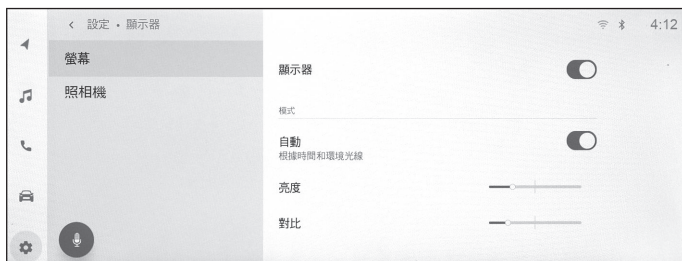 設定 • 顯示器
4:12
螢幕
照相機
顯示器
模式
自動
根據時間和環境光線
亮度
對比